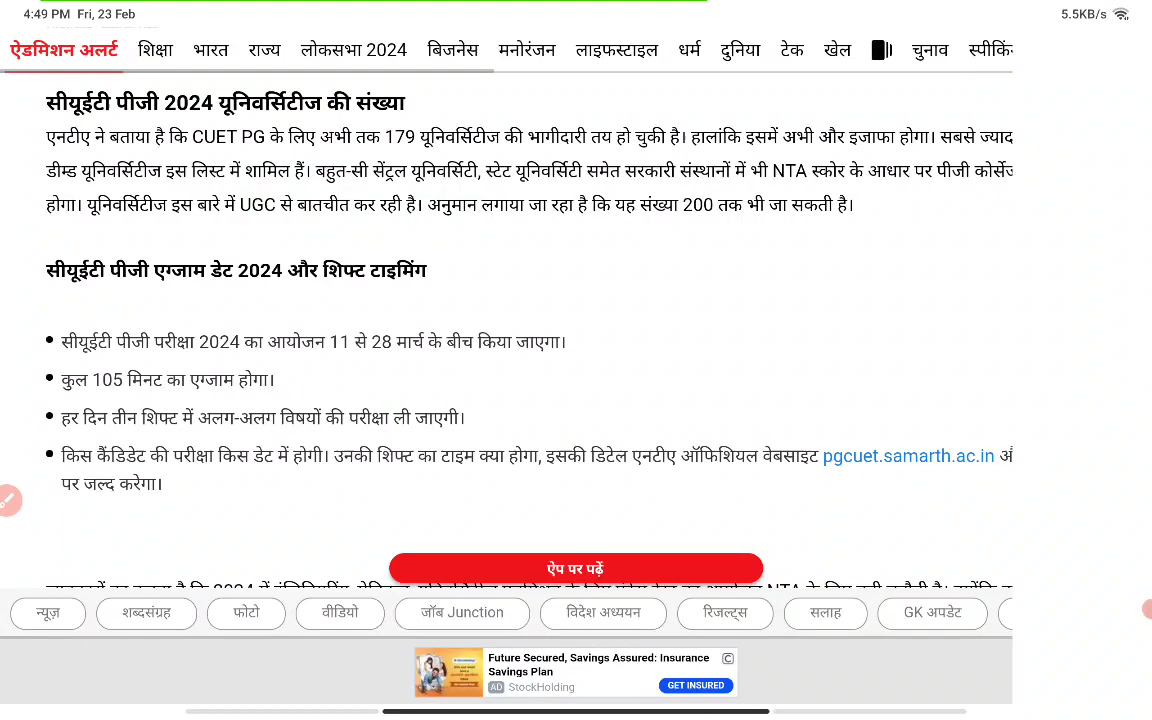 4:49 PM Fri, 23 Feb 5.5KB/s
ऐडमिशन अलर्ट शिक्षा भारत राज्य लोकसभा 2024 बिजनेस मनोरंजन लाइफस्टाइल धर्म दुनिया टेक खेल चुनाव
सीयूईटी पीजी 2024 यूनिवर्सिटीज की संख्या
एनटीए ने बताया है कि CUET PG के लिए अभी तक 179 यूनिवर्सिटीज की भागीदारी तय हो चुकी है। हालांकि इसमें अभी और इजाफा होगा। सबसे ज्याद
डीम्ड यूनिवर्सिटीज इस लिस्ट में शामिल हैं। बहुत-सी सेंट्रल यूनिवर्सिटी, स्टेट यूनिवर्सिटी समेत सरकारी संस्थानों में भी NTA स्कोर के आधार पर पीजी
होगा। यूनिवर्सिटीज इस बारे में UGC से बातचीत कर रही है। अनुमान लगाया जा रहा है कि यह संख्या 200 तक भी जा सकती है।
सीयूईटी पीजी एग्जाम डेट 2024 और शिफ्ट टाइमिंग
सीयूईटी पीजी परीक्षा 2024 का आयोजन 11 से 28 मार्च के बीच किया जाएगा।
कुल 105 मिनट का एग्जाम होगा।
हर दिन तीन शिफ्ट में अलग-अलग विषयों की परीक्षा ली जाएगी।
किस कैंडिडेट की परीक्षा किस डेट में होगी। उनकी शिफ्ट का टाइम क्या होगा, इसकी डिटेल एनटीए ऑफिशियल वेबसाइट pgcuet.samarth.ac.in
पर जल्द करेगा।
ऐप पर पढ़ें
न्यूज़ शब्दसंग्रह फोटो वीडियो जॉब Junction विदेश अध्ययन रिजल्ट्स सलाह GK अपडेट
Future Secured, Savings Assured: Insurance
Savings Plan
AD StockHolding GET INSURED